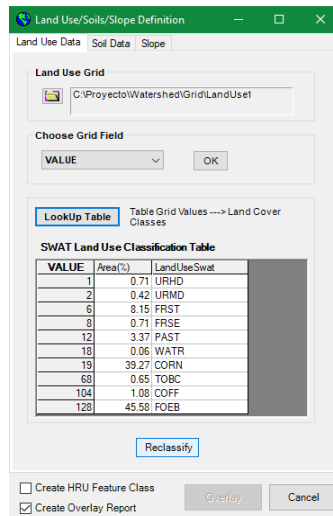 Land Use/Soils/Slope Definition
Land Use Data Soil Data Slope
Land Use Grid
C:\Proyecto\Watershed\Grid\LandUse1
Choose Grid Field
VALUE OK
LookUp Table Table Grid Values ---> Land Cover
Classes
SWAT Land Use Classification Table
VALUE Area(%) LandUseSwat
1 0.71 URHD
2 0.42 URMD
6 8.15 FRST
8 0.71 FRSE
12 3.37 PAST
18 0.06 WATR
19 39.27 CORN
68 0.65 TOBC
104 1.08 COFF
128 45.58 FOEB
Reclassify
Create HRU Feature Class
Create Overlay Report
Overlay Cancel